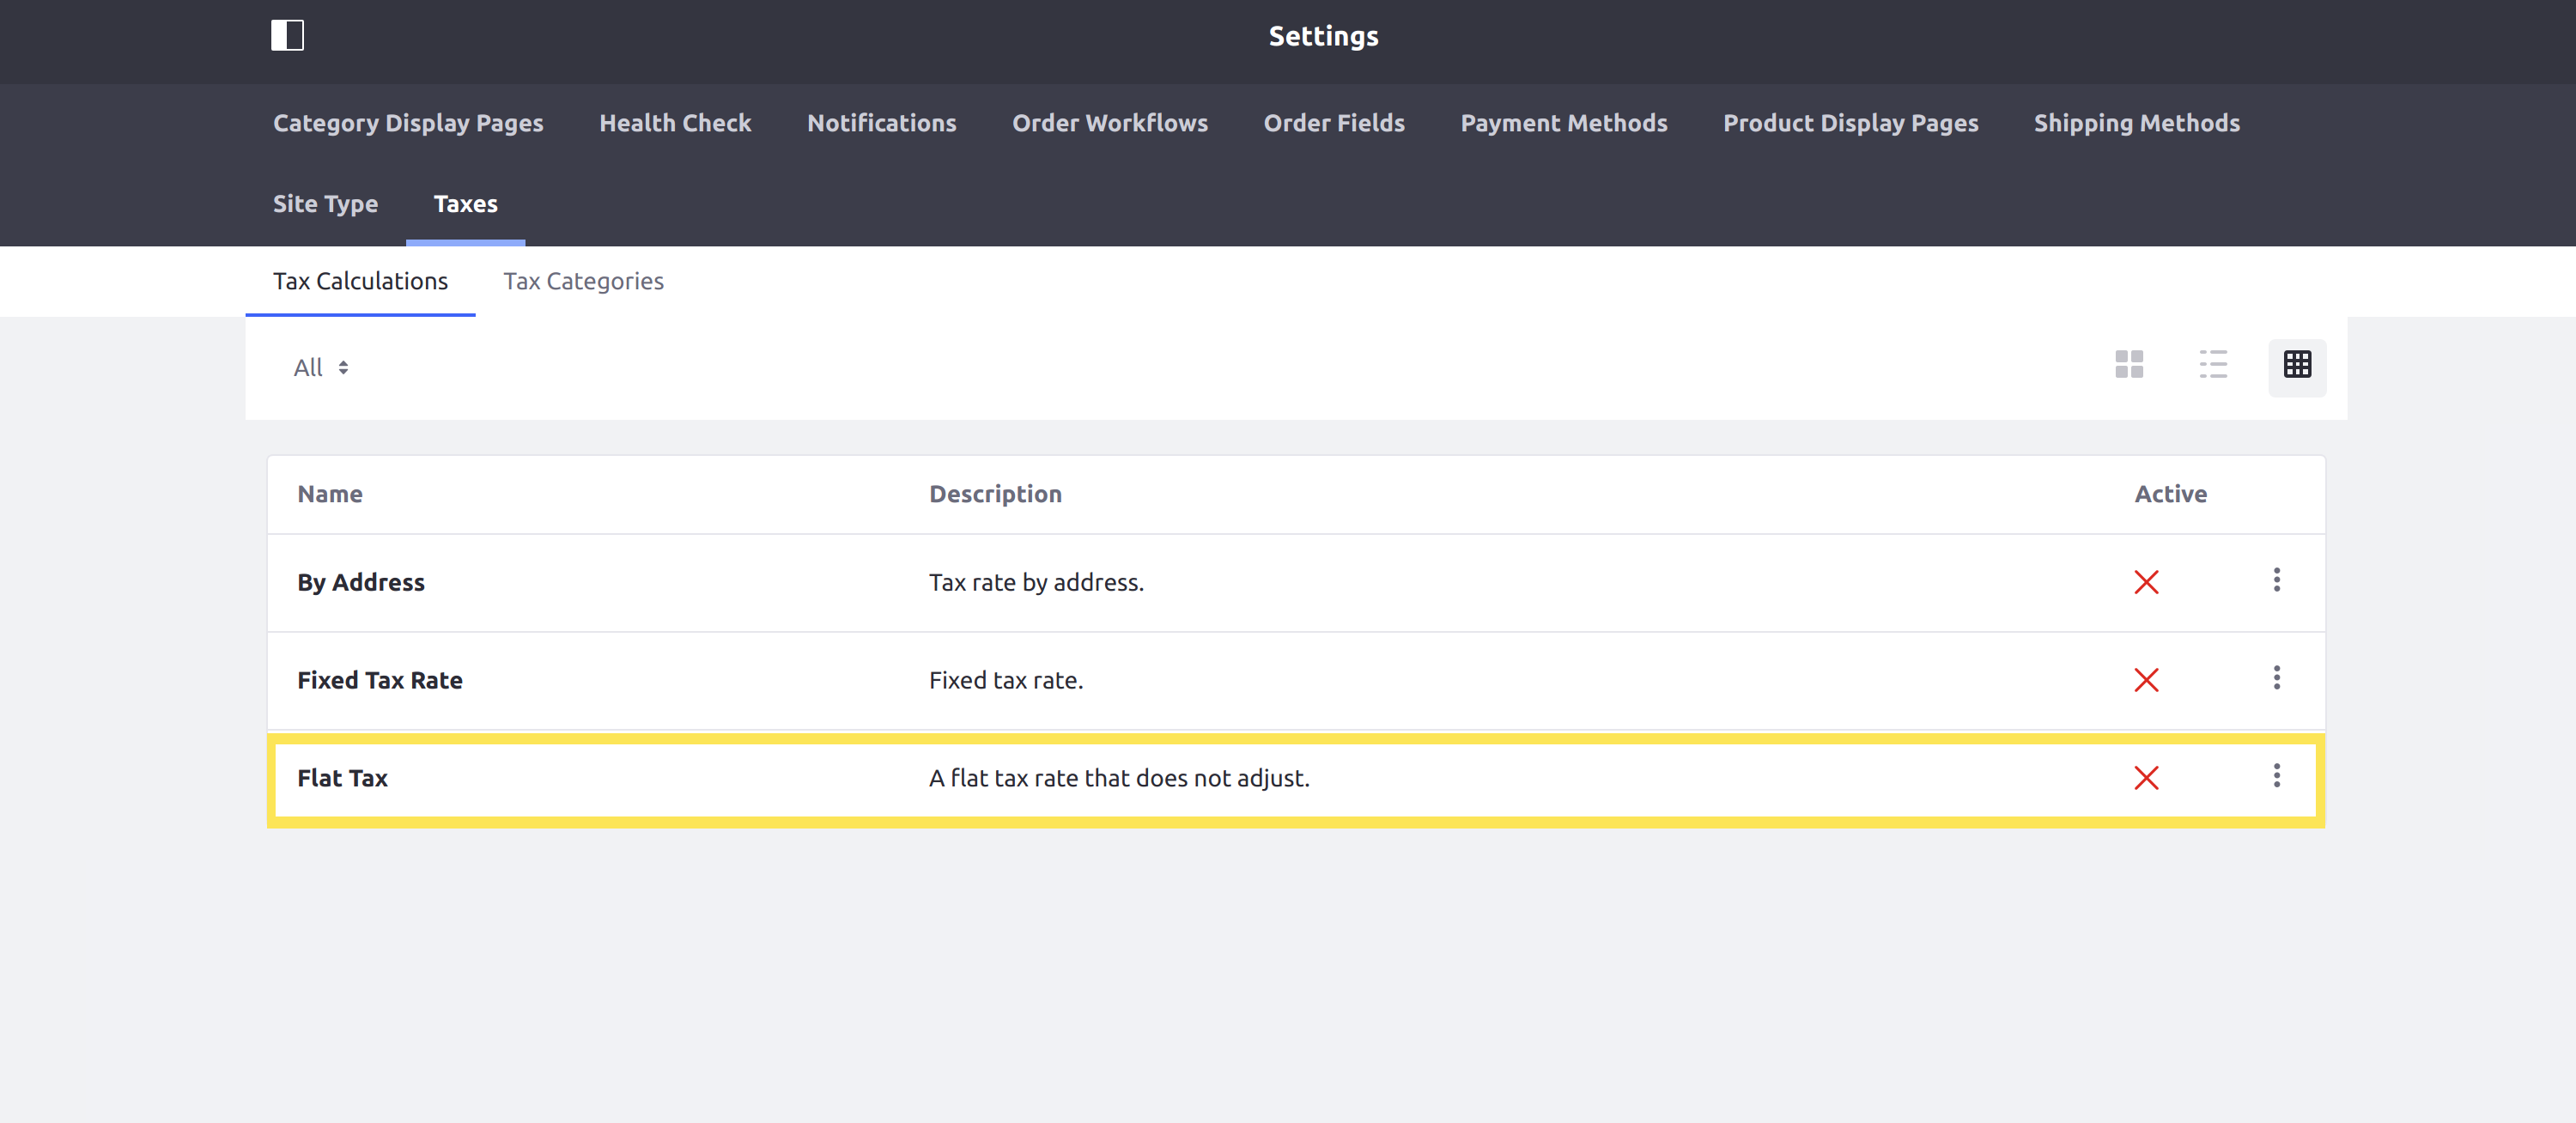 Settings
Category Display Pages Health Check Notifications Order Workflows Order Fields Payment Methods Product Display Pages Shipping Methods
Site Type Taxes
Tax Calculations Tax Categories
All
Name Description Active
By Address Tax rate by address.
Fixed Tax Rate Fixed tax rate.
Flat Tax A flat tax rate that does not adjust.